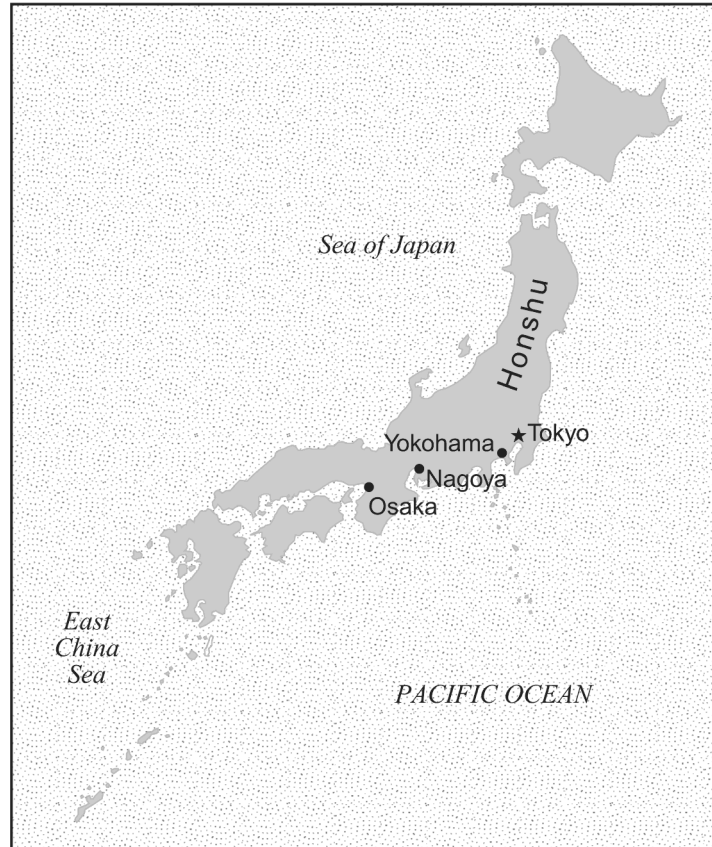 Sea of Japan
Honshu
Tokyo
Yokohama
Nagoya
Osaka
East
China
Sea
PACIFIC OCEAN